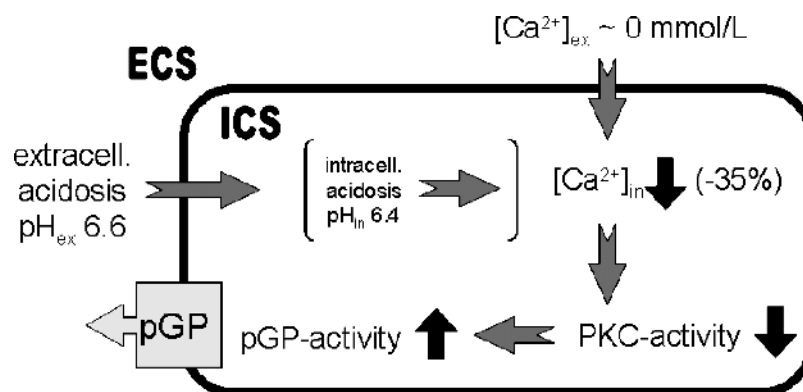 [Ca²⁺]ₑₓ ~ 0 mmol/L
ECS
ICS
extracell.
acidosis
pHₑₓ 6.6
intracell.
acidosis
pHᵢₙ 6.4
[Ca²⁺]ᵢₙ (-35%)
pGP
pGP-activity
PKC-activity